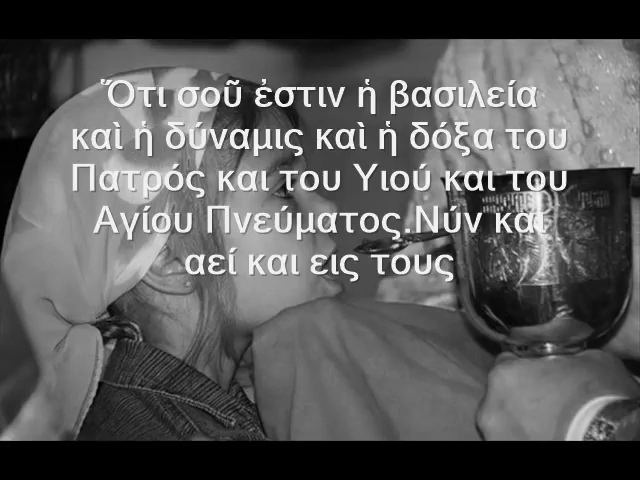 Ὅτι σοῦ ἐστιν ἡ βασιλεία
καὶ ἡ δύναμις καὶ ἡ δόξα του
Πατρός και του Υιού και του
Αγίου Πνεύματος.Νύν και
αεί και εις τους